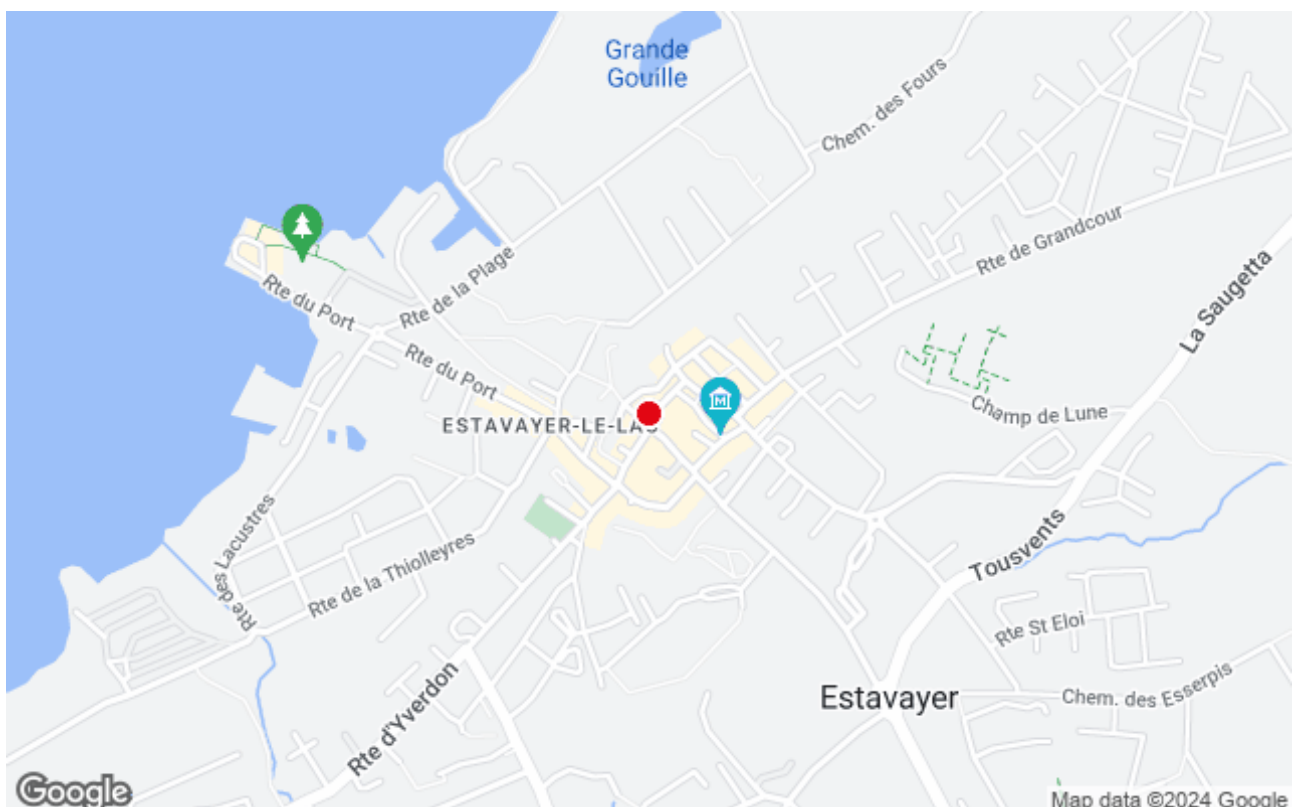 Grande
Gouille
Chem. des Fours
Rte de Grandcour
La Saugetta
Rte de la Plage
Rte du Port
Rte du Port
ESTAVAYER-LE-LAC
Champ de Lune
Rte des Lacustres
Rte de la Thiolleyres
Tousvents
Rte St Eloi
Rte d'Yverdon
Estavayer
Chem. des Esserpis
Google
Map data ©2024 Google